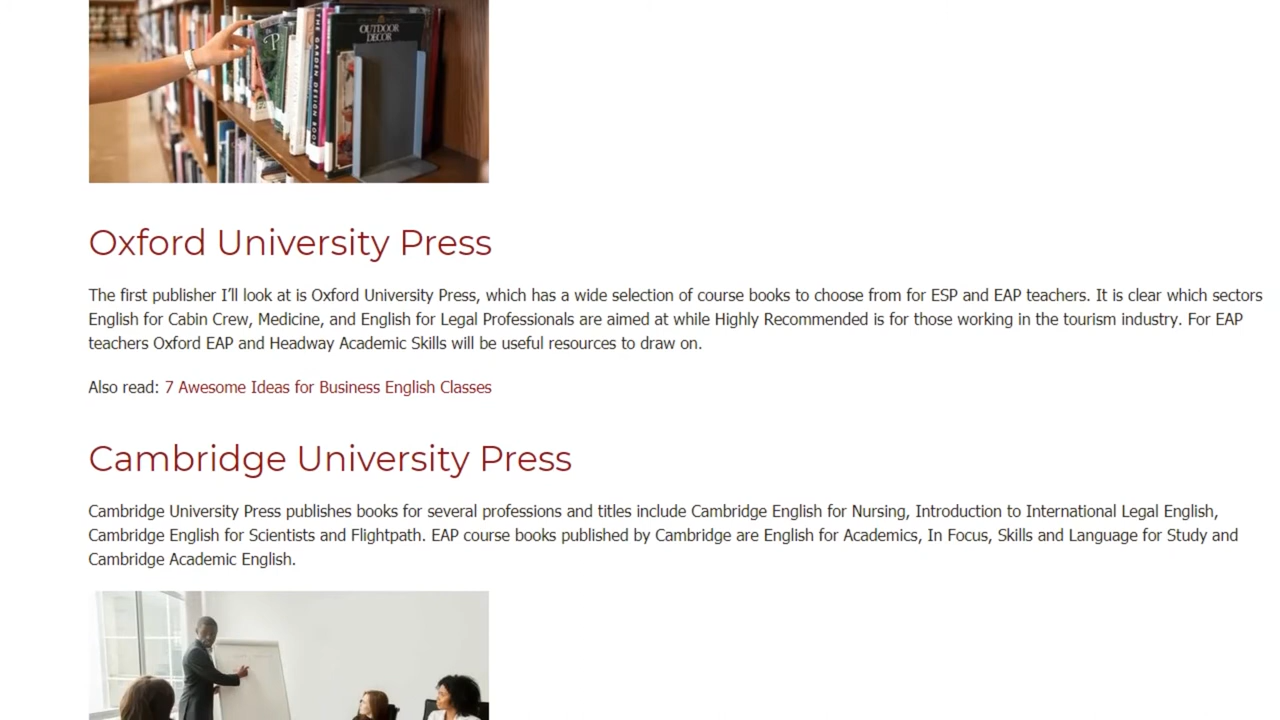 OUTDOOR
DECOR
THE GARDEN DESIGN BOOK
Oxford University Press
The first publisher I’ll look at is Oxford University Press, which has a wide selection of course books to choose from for ESP and EAP teachers. It is clear which sectors
English for Cabin Crew, Medicine, and English for Legal Professionals are aimed at while Highly Recommended is for those working in the tourism industry. For EAP
teachers Oxford EAP and Headway Academic Skills will be useful resources to draw on.
Also read: 7 Awesome Ideas for Business English Classes
Cambridge University Press
Cambridge University Press publishes books for several professions and titles include Cambridge English for Nursing, Introduction to International Legal English,
Cambridge English for Scientists and Flightpath. EAP course books published by Cambridge are English for Academics, In Focus, Skills and Language for Study and
Cambridge Academic English.